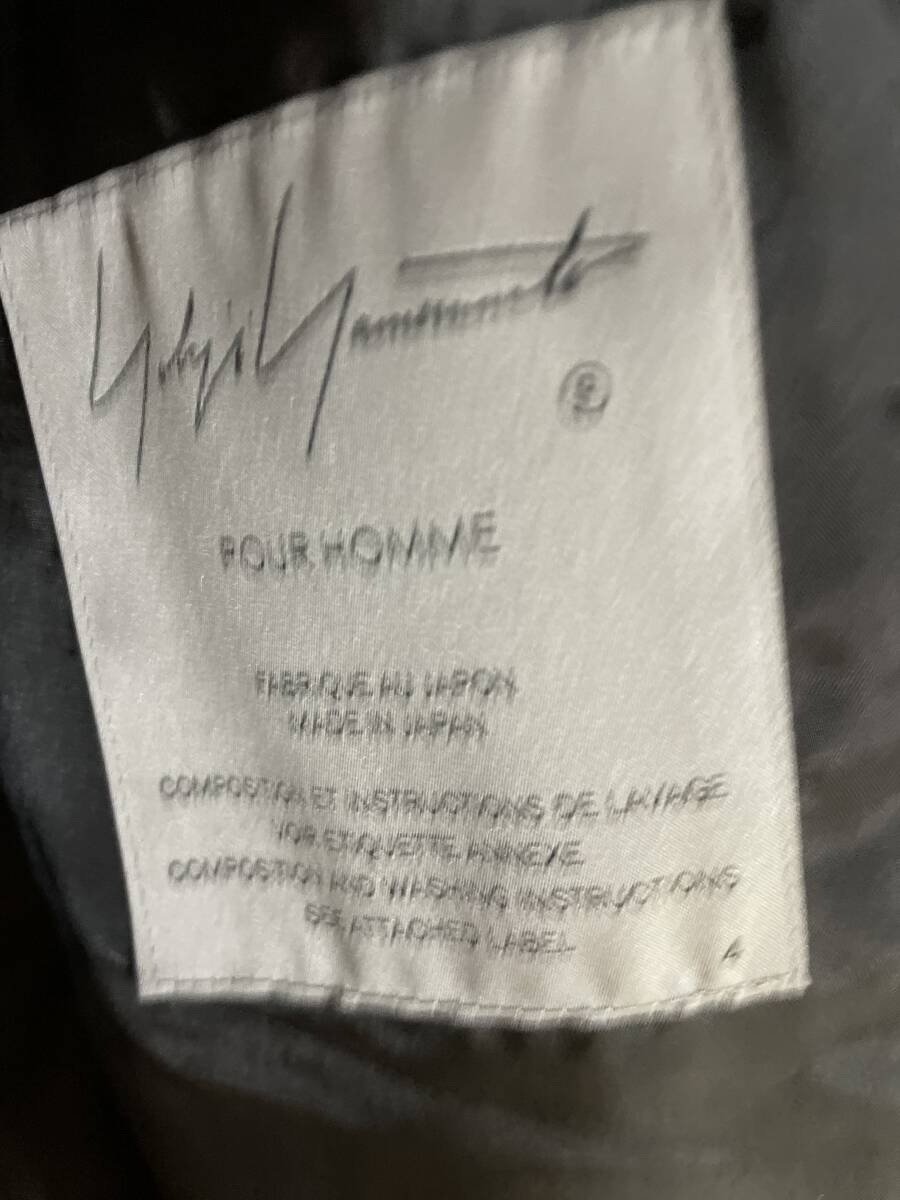 Yohji Yamamoto
®
POUR HOMME
FABRIQUE AU JAPON
MADE IN JAPAN
COMPOSITION ET INSTRUCTIONS DE LAVAGE
VOIR ETIQUETTE ANNEXE
COMPOSITION AND WASHING INSTRUCTIONS
SEE ATTACHED LABEL